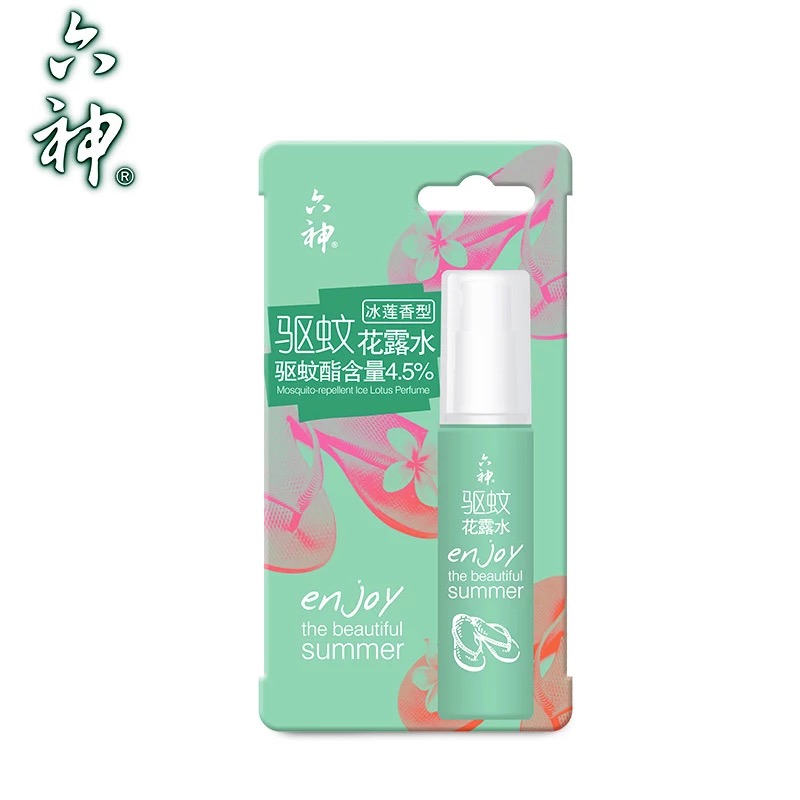 六神®
六神®
冰莲香型
驱蚊花露水
驱蚊酯含量4.5%
Mosquito-repellent Ice Lotus Perfume
enjoy
the beautiful
summer
六神
驱蚊
花露水
enjoy
the beautiful
summer